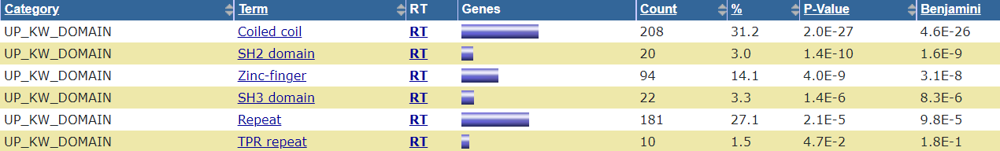 Category Term RT Genes Count % P-Value Benjamini
UP_KW_DOMAIN Coiled coil RT 208 31.2 2.0E-27 4.6E-26
UP_KW_DOMAIN SH2 domain RT 20 3.0 1.4E-10 1.6E-9
UP_KW_DOMAIN Zinc-finger RT 94 14.1 4.0E-9 3.1E-8
UP_KW_DOMAIN SH3 domain RT 22 3.3 1.4E-6 8.3E-6
UP_KW_DOMAIN Repeat RT 181 27.1 2.1E-5 9.8E-5
UP_KW_DOMAIN TPR repeat RT 10 1.5 4.7E-2 1.8E-1